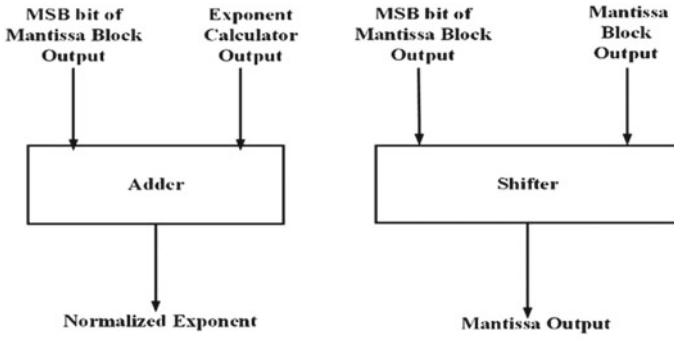 MSB bit of
Mantissa Block
Output
Exponent
Calculator
Output
MSB bit of
Mantissa Block
Output
Mantissa
Block
Output
Adder
Shifter
Normalized Exponent
Mantissa Output